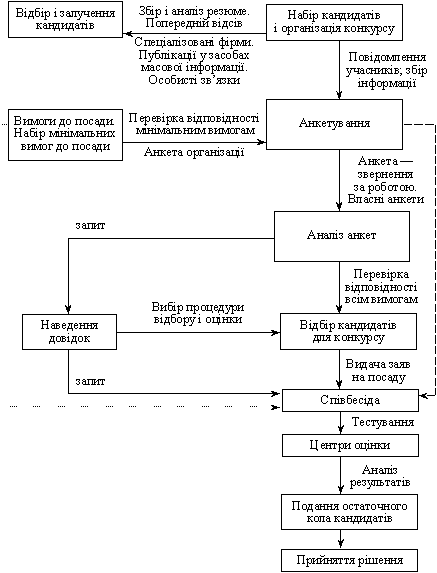 Відбір і залучення
кандидатів
Збір і аналіз резюме.
Попередній відсів
Спеціалізовані фірми.
Публікації у засобах
масової інформації.
Особисті зв’язки
Набір кандидатів
і організація конкурсу
Повідомлення
учасників; збір
інформації
Вимоги до посади
Набір мінімальних
вимог до посади
Перевірка відповідності
мінімальним вимогам
Анкета організації
Анкетування
Анкета —
звернення
за роботою.
Власні анкети
запит
Аналіз анкет
Перевірка
відповідності
всім вимогам
Наведення
довідок
Вибір процедури
відбору і оцінки
Відбір кандидатів
для конкурсу
Видача заяв
на посаду
запит
Співбесіда
Тестування
Центри оцінки
Аналіз
результатів
Подання остаточного
кола кандидатів
Прийняття рішення